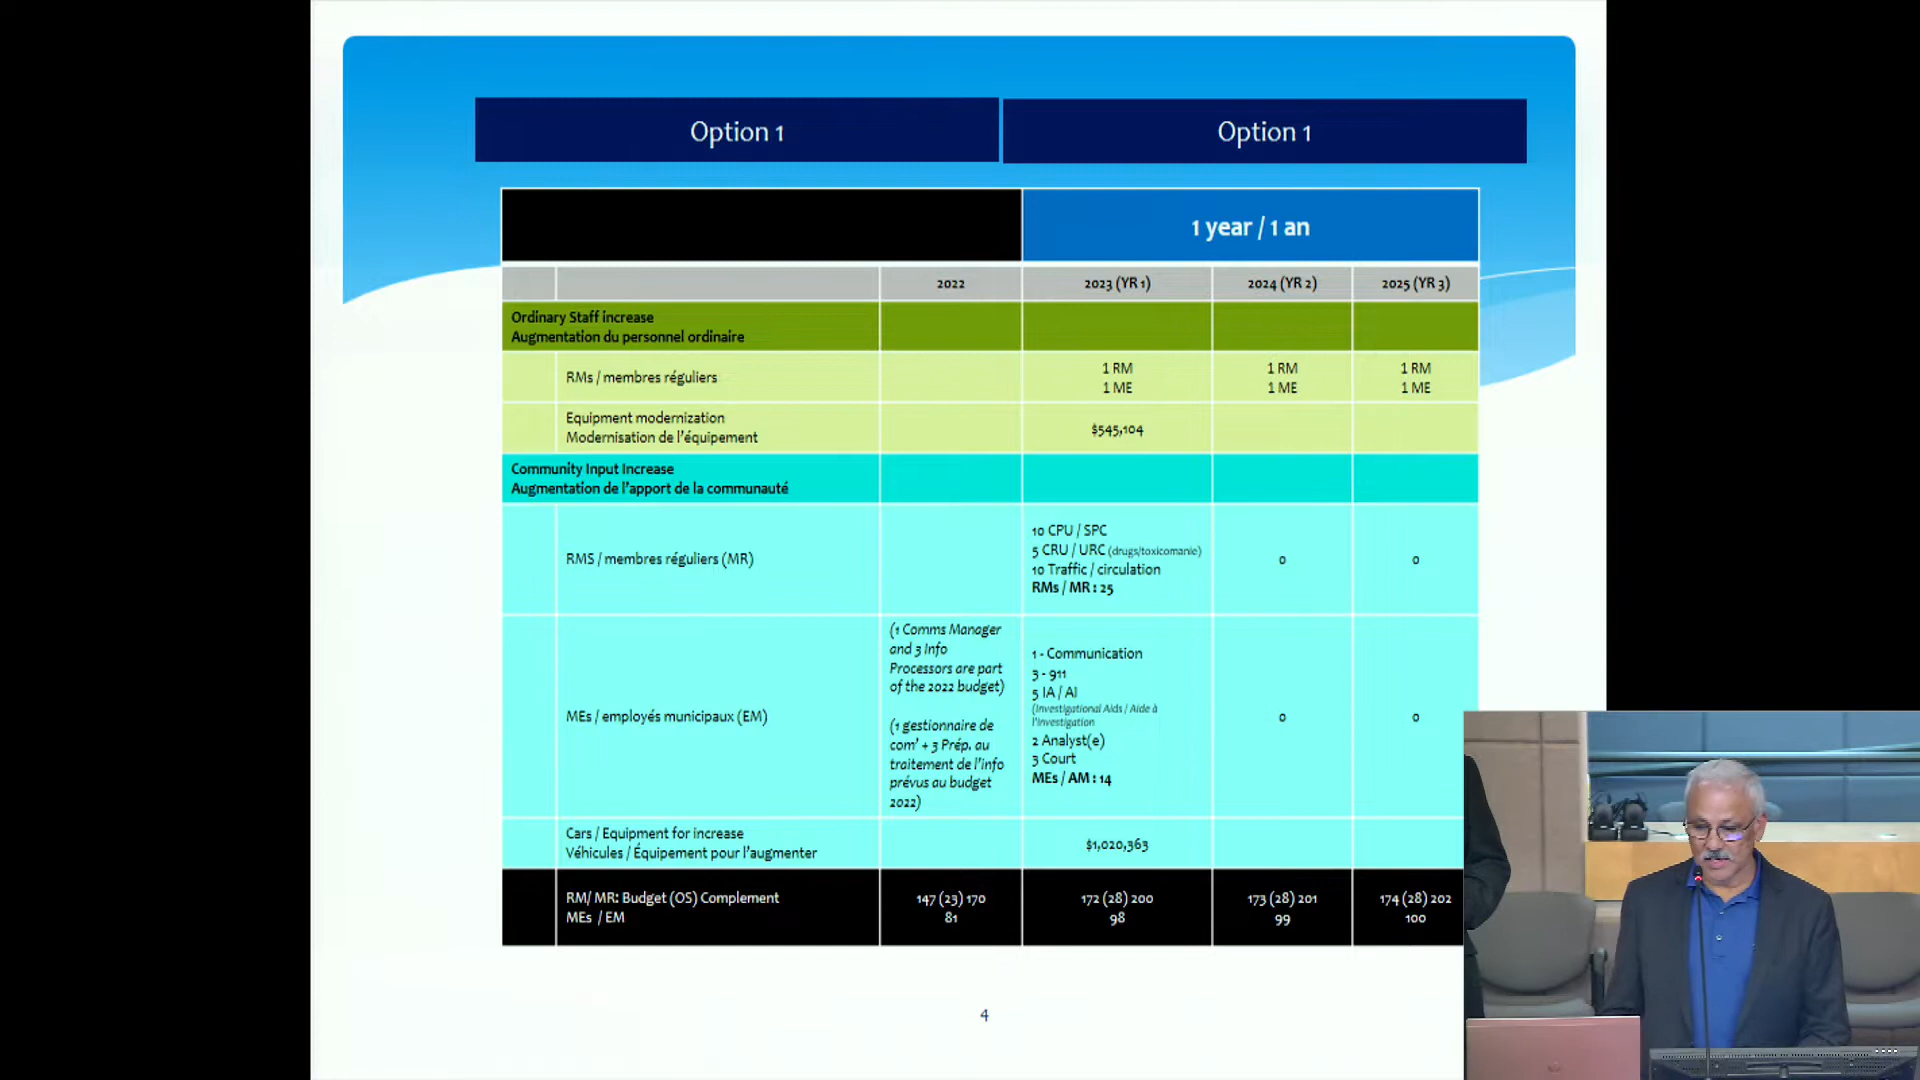 Option 1
Option 1
1 year / 1 an
2022
2023 (YR 1)
2024 (YR 2)
2025 (YR 3)
Ordinary Staff increase
Augmentation du personnel ordinaire
RMs / membres réguliers
1 RM
1 ME
1 RM
1 ME
1 RM
1 ME
Equipment modernization
Modernisation de l'équipement
$545,104
Community Input Increase
Augmentation de l'apport de la communauté
RMS / membres réguliers (MR)
10 CPU / SPC
5 CRU / URC (drugs/toxicomanie)
10 Traffic / circulation
RMs / MR : 25
0
0
MEs / employés municipaux (EM)
(1 Comms Manager
and 3 Info
Processors are part
of the 2022 budget)
(1 gestionnaire de
com' + 3 Prép. au
traitement de l'info
prévus au budget
2022)
1 - Communication
3 - 911
5 IA / AI
(Investigational Aids / Aide à
l'Investigation
2 Analyst(e)
3 Court
MEs / AM : 14
0
0
Cars / Equipment for increase
Véhicules / Équipement pour l'augmenter
$1,020,363
RM/ MR: Budget (OS) Complement
MEs / EM
147 (23) 170
81
172 (28) 200
98
173 (28) 201
99
174 (28) 202
100
4